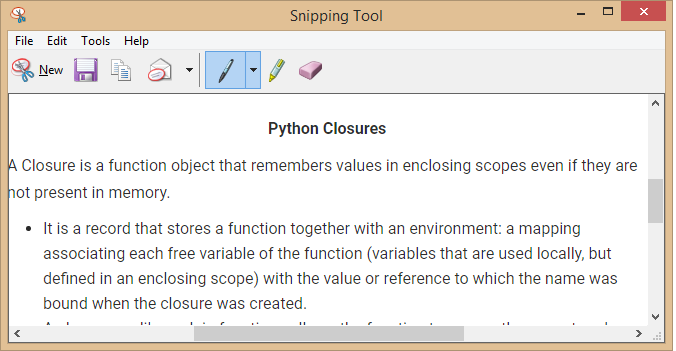 Snipping Tool
File Edit Tools Help
New
Python Closures
A Closure is a function object that remembers values in enclosing scopes even if they are
not present in memory.
It is a record that stores a function together with an environment: a mapping
associating each free variable of the function (variables that are used locally, but
defined in an enclosing scope) with the value or reference to which the name was
bound when the closure was created.